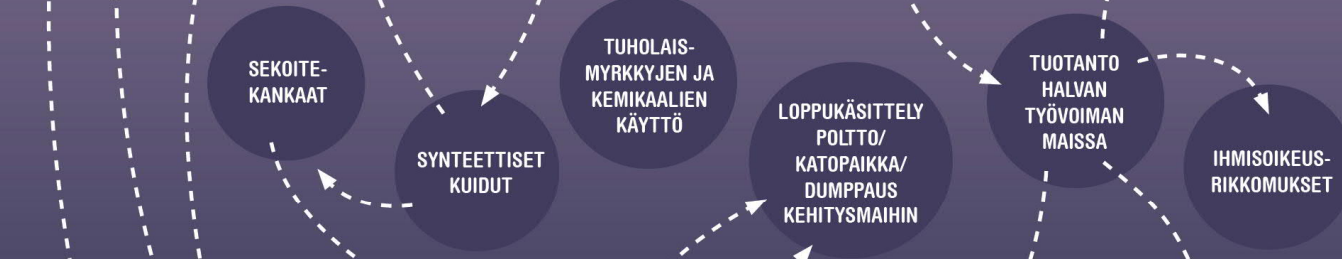 SEKOITE-
KANKAAT
SYNTEETTISET
KUIDUT
TUHOLAIS-
MYRKKYJEN JA
KEMIKAALIEN
KÄYTTÖ
LOPPUKÄSITTELY
POLTTO/
KATOPAIKKA/
DUMPPAUS
KEHITYSMAIHIN
TUOTANTO
HALVAN
TYÖVOIMAN
MAISSA
IHMISOIKEUS-
RIKKOMUKSET